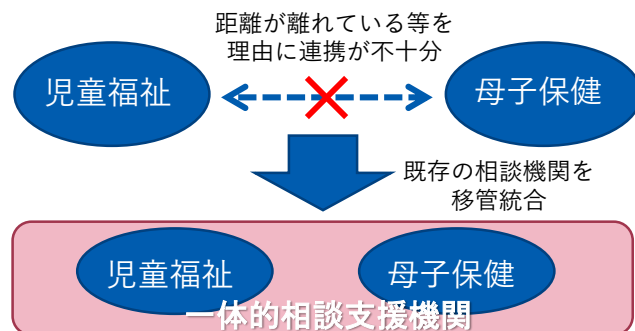 距離が離れている等を
理由に連携が不十分
児童福祉
母子保健
既存の相談機関を
移管統合
児童福祉
母子保健
一体的相談支援機関